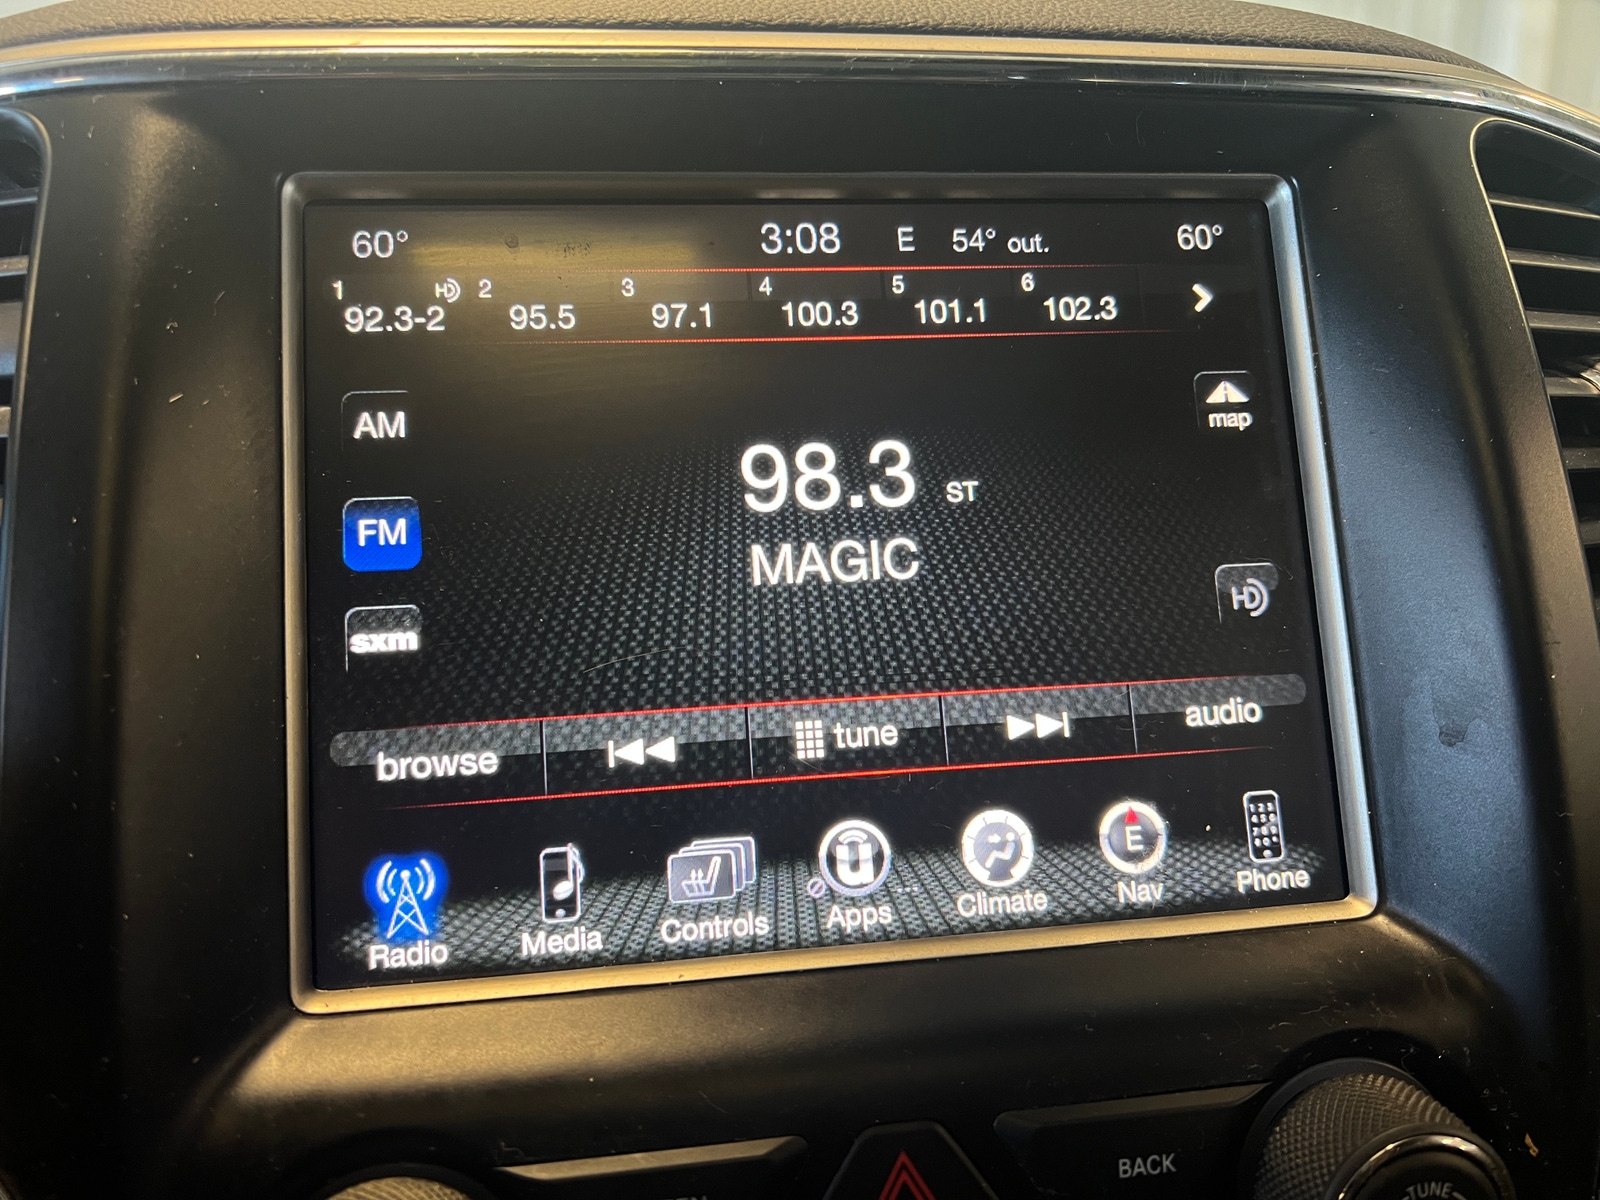 60° 3:08 E 54° out. 60°
1 HD 2 3 4 5 6
92.3-2 95.5 97.1 100.3 101.1 102.3
AM
map
98.3 ST
FM
MAGIC
HD
sxm
browse tune audio
Radio Media Controls Apps Climate Nav Phone
E
BACK
TUNE